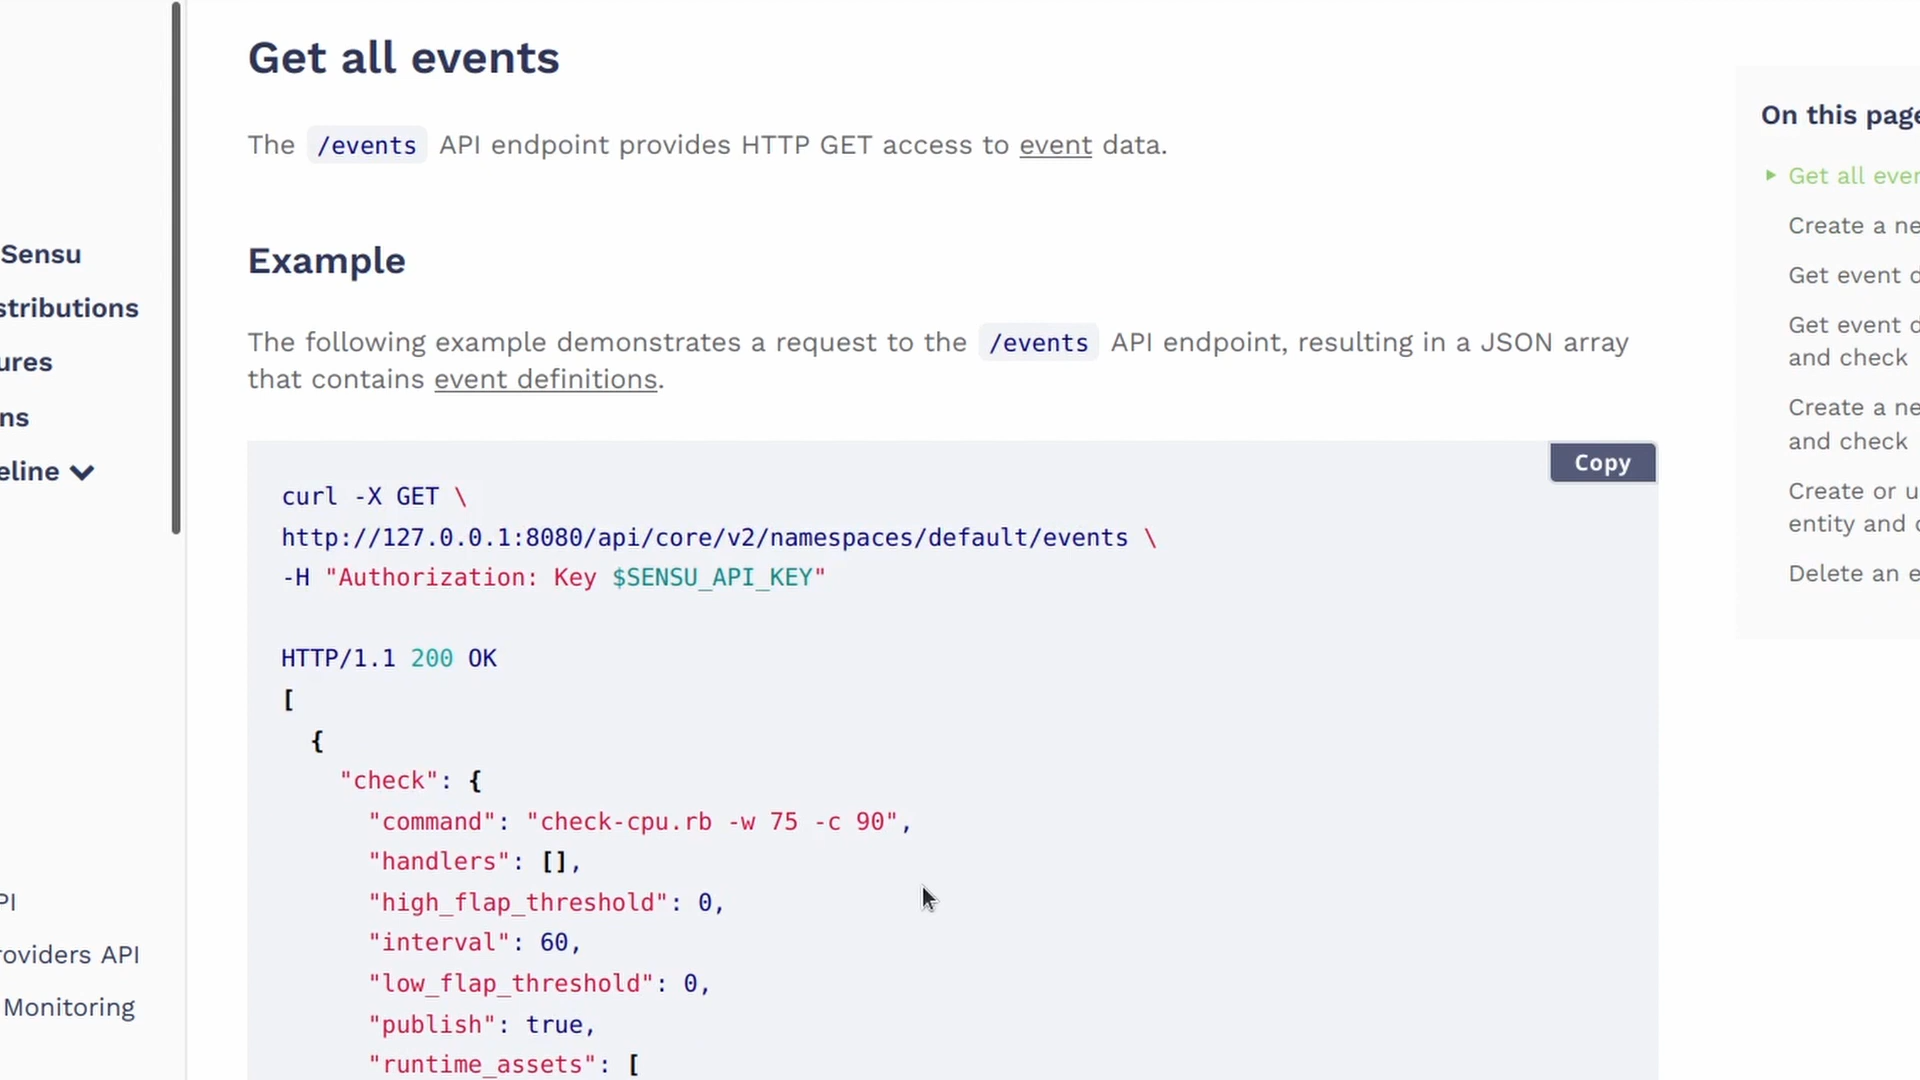 Get all events
The /events API endpoint provides HTTP GET access to event data.
Example
The following example demonstrates a request to the /events API endpoint, resulting in a JSON array
that contains event definitions.
Copy
curl -X GET \
http://127.0.0.1:8080/api/core/v2/namespaces/default/events \
-H "Authorization: Key $SENSU_API_KEY"
HTTP/1.1 200 OK
[
{
"check": {
"command": "check-cpu.rb -w 75 -c 90",
"handlers": [],
"high_flap_threshold": 0,
"interval": 60,
"low_flap_threshold": 0,
"publish": true,
"runtime_assets": [
Sensu
stributions
ures
ns
eline
PI
roviders API
Monitoring
On this page
Get all ever
Create a ne
Get event d
Get event d
and check
Create a ne
and check
Create or u
entity and c
Delete an e